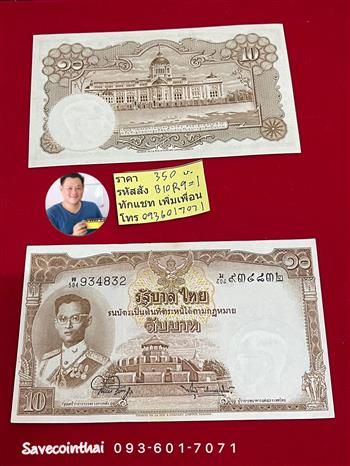 ๑๐
10
ราคา 350 บ.
รหัสสั่ง B10R9=1
ทักแชท เพิ่มเพื่อน
โทร 0936017071
๑๐
934832
๙๓๔๘๓๒
รัฐบาลไทย
ธนบัตรเป็นเงินที่ชำระหนี้ได้ตามกฎหมาย
สิบบาท
10
Savecointhai 093-601-7071